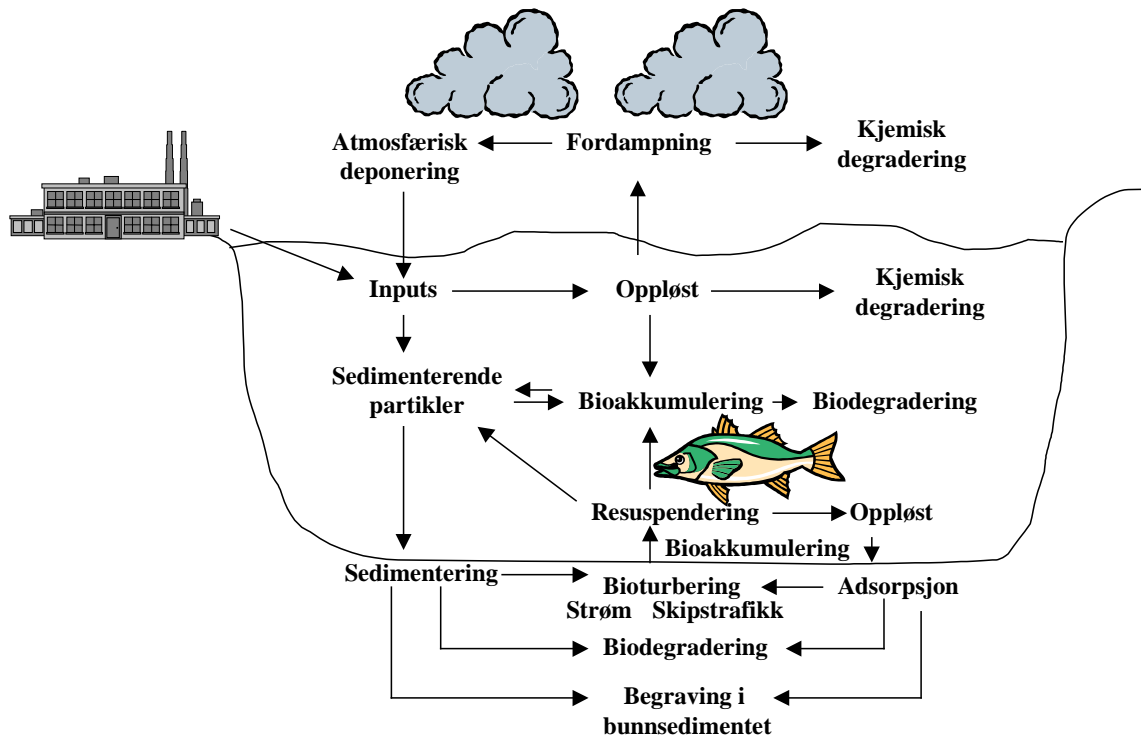 Atmosfærisk
deponering
Fordampning
Kjemisk
degradering
Inputs
Oppløst
Kjemisk
degradering
Sedimenterende
partikler
Bioakkumulering
Biodegradering
Resuspendering
Oppløst
Bioakkumulering
Sedimentering
Bioturbering
Adsorpsjon
Strøm Skipstrafikk
Biodegradering
Begraving i
bunnsedimentet